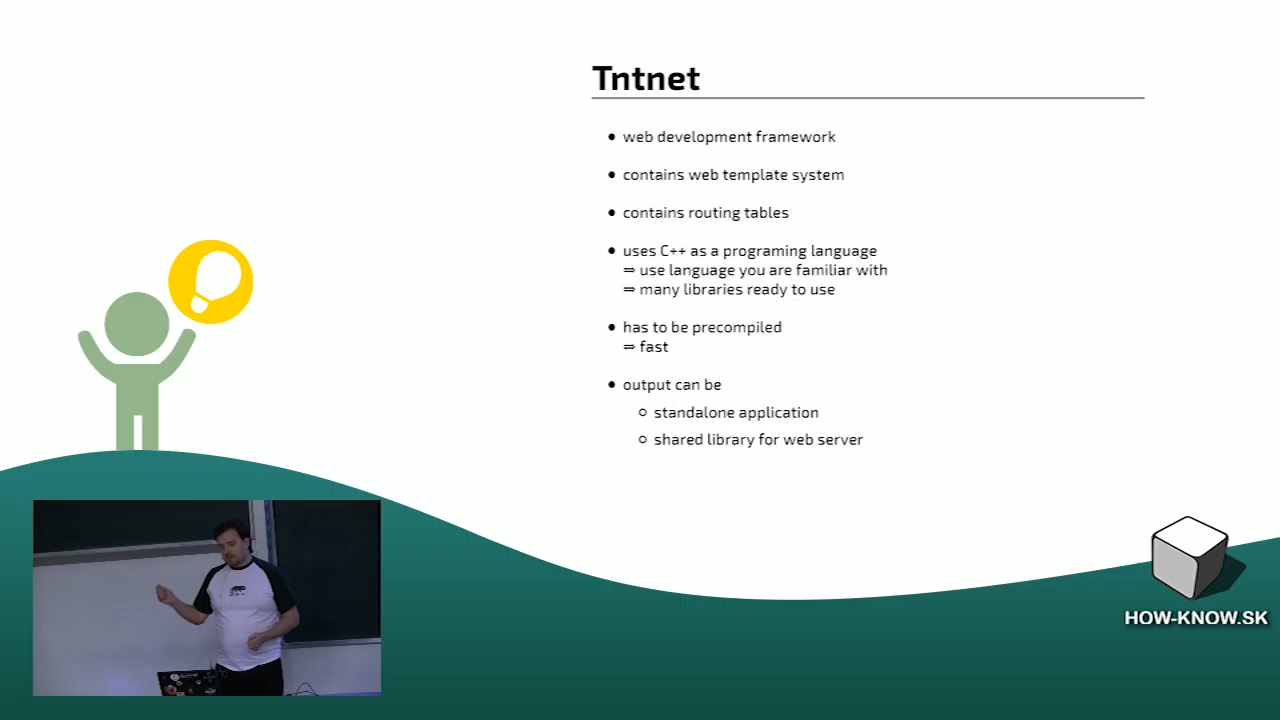 Tntnet
● web development framework
● contains web template system
● contains routing tables
● uses C++ as a programing language
⇒ use language you are familiar with
⇒ many libraries ready to use
● has to be precompiled
⇒ fast
● output can be
○ standalone application
○ shared library for web server
HOW-KNOW.SK